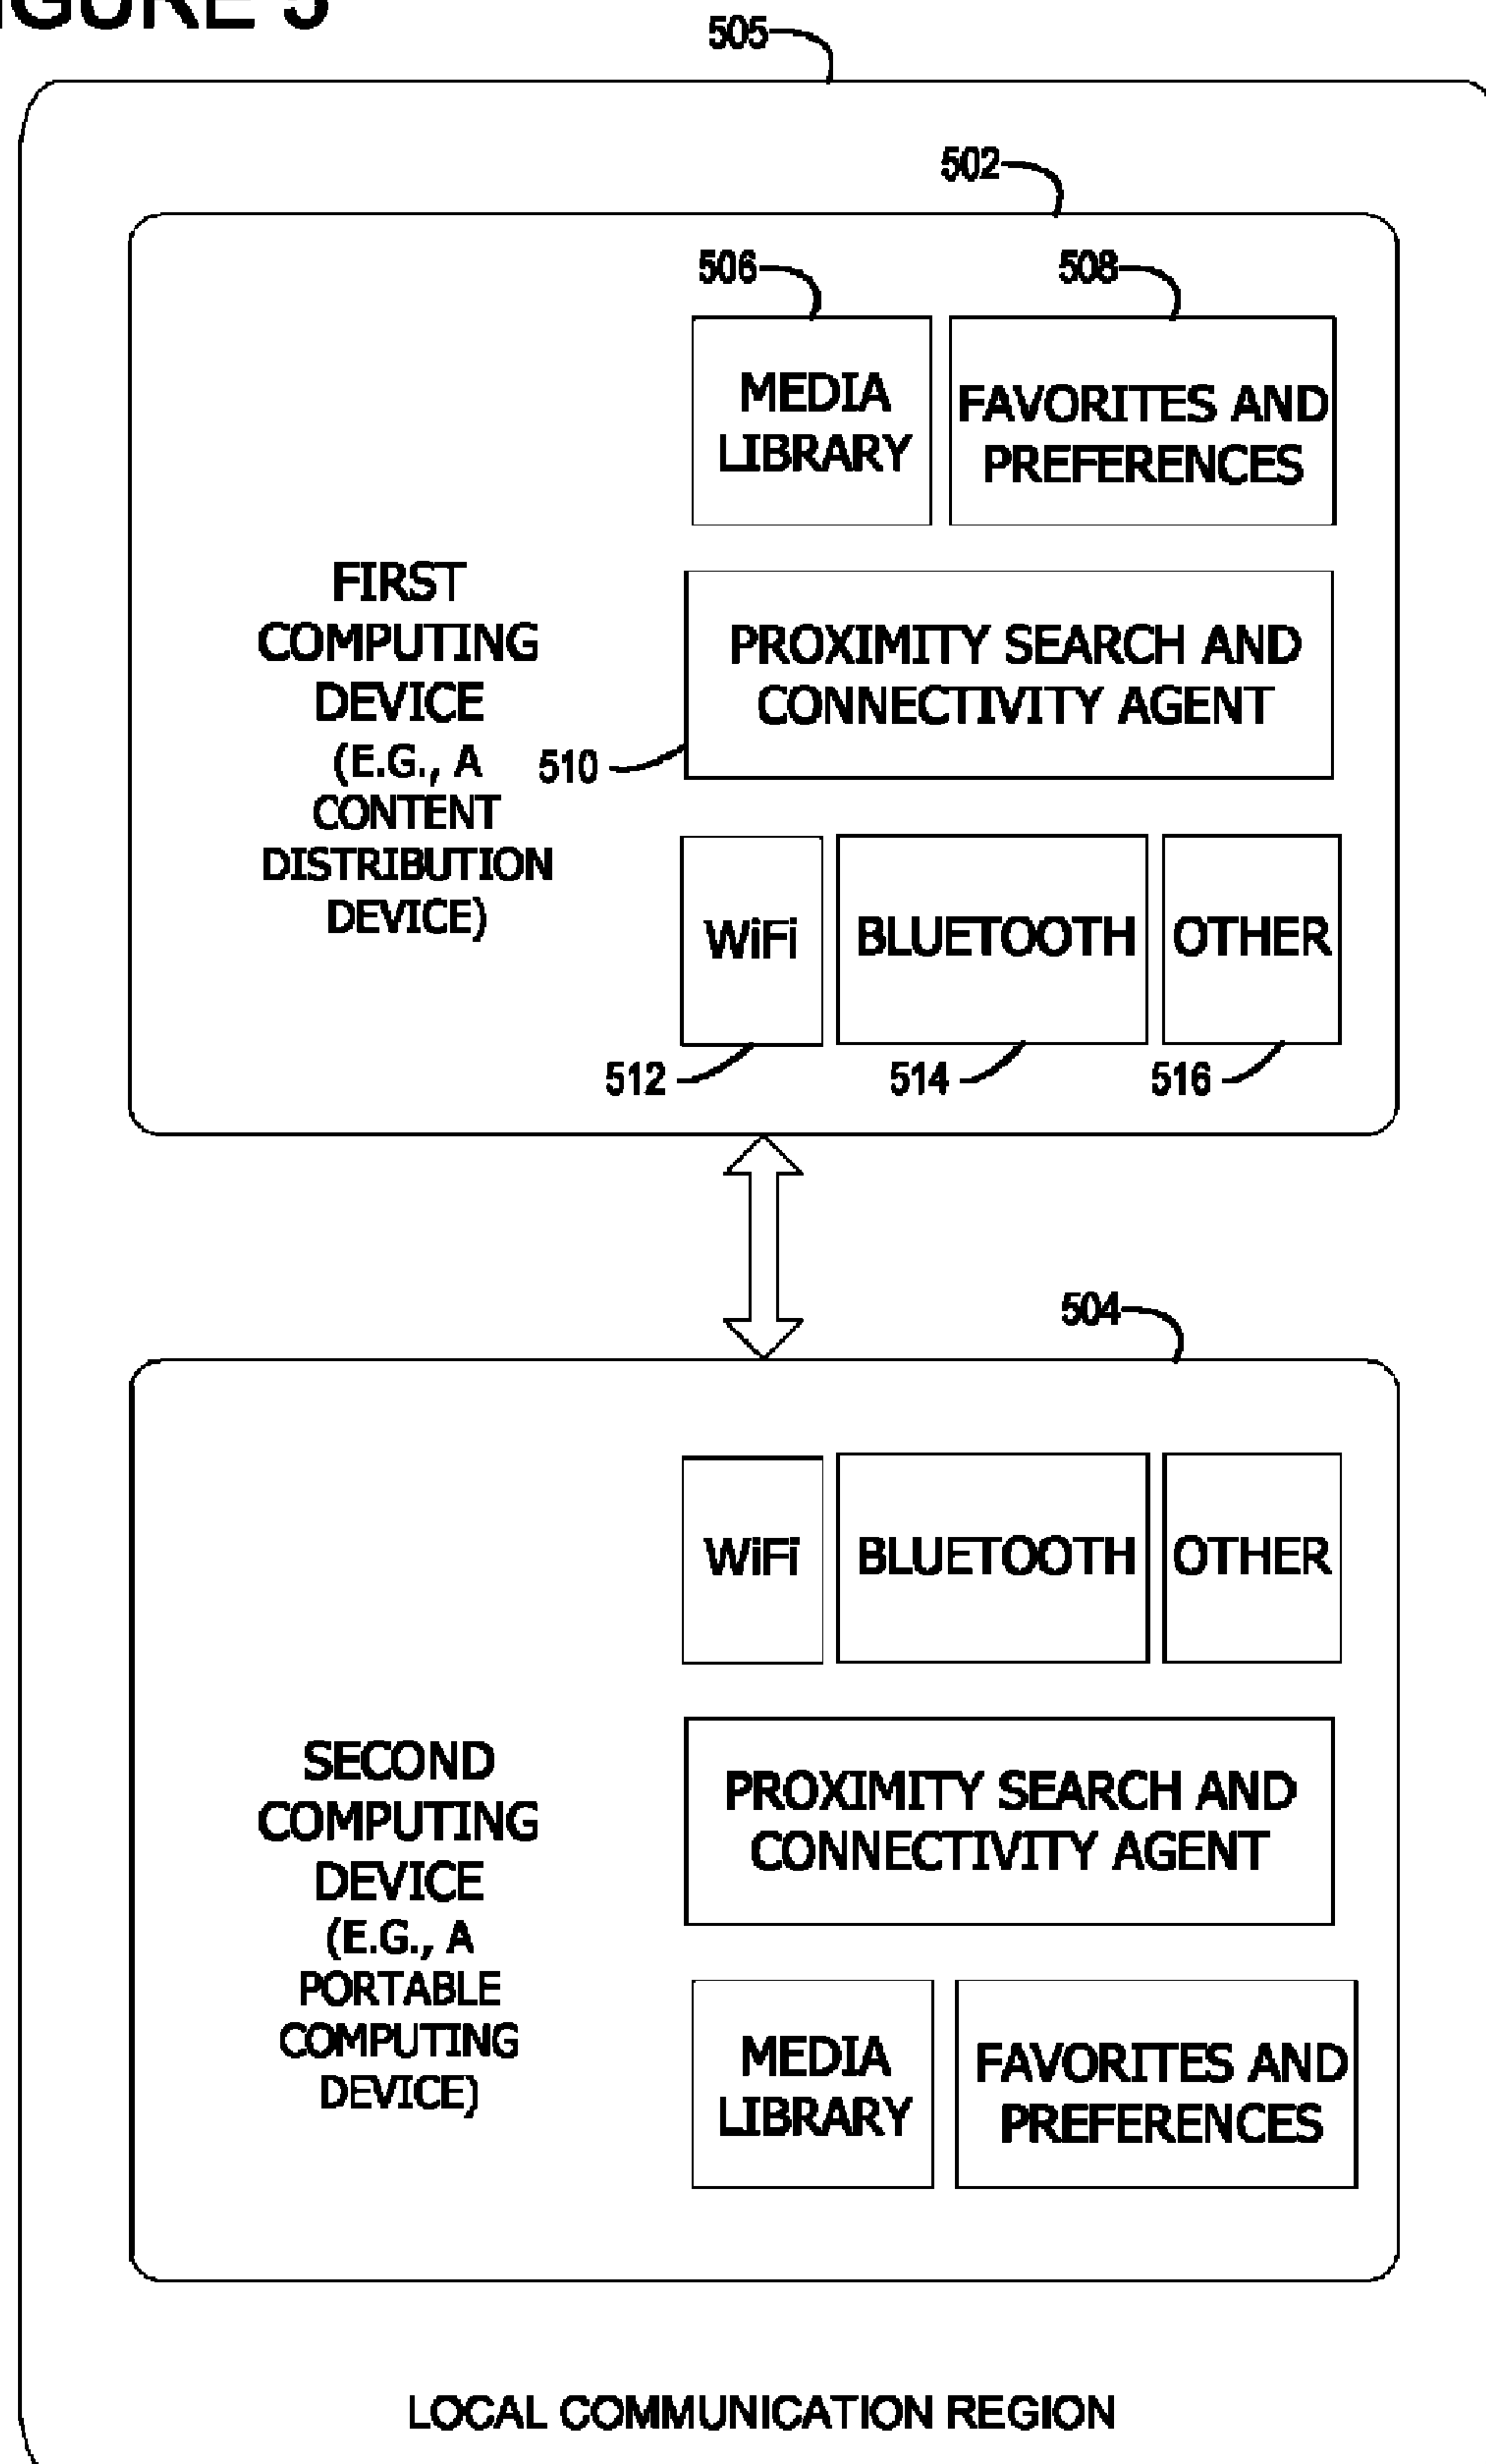 IGURE 5
505
502
506
508
MEDIA
LIBRARY
FAVORITES AND
PREFERENCES
FIRST
COMPUTING
DEVICE
(E.G., A
CONTENT
DISTRIBUTION
DEVICE)
PROXIMITY SEARCH AND
CONNECTIVITY AGENT
510
WiFi
BLUETOOTH
OTHER
512
514
516
504
WiFi
BLUETOOTH
OTHER
SECOND
COMPUTING
DEVICE
(E.G., A
PORTABLE
COMPUTING
DEVICE)
PROXIMITY SEARCH AND
CONNECTIVITY AGENT
MEDIA
LIBRARY
FAVORITES AND
PREFERENCES
LOCAL COMMUNICATION REGION